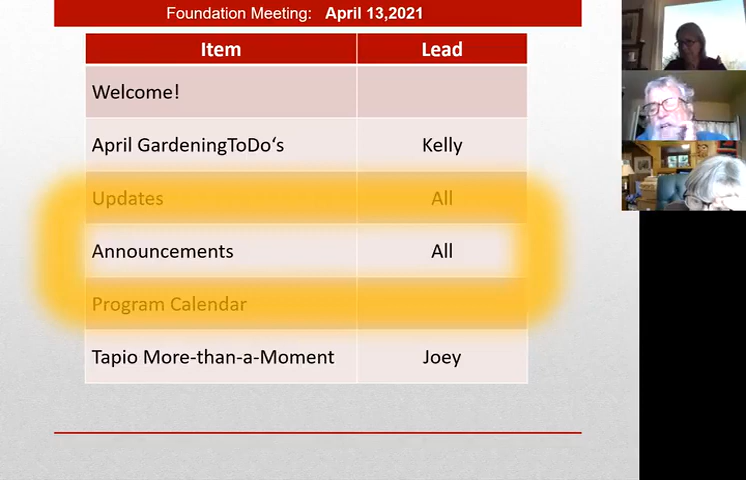 Foundation Meeting: April 13,2021
Item Lead
Welcome!
April GardeningToDo‘s Kelly
Updates All
Announcements All
Program Calendar
Tapio More-than-a-Moment Joey